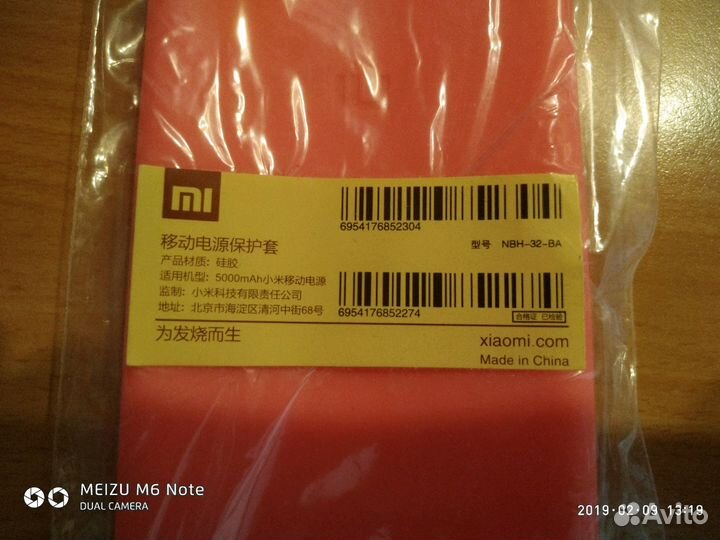 mi
6954176852304
移动电源保护套
型号 NBH-32-BA
产品材质：硅胶
适用机型：5000mAh小米移动电源
监制：小米科技有限责任公司
地址：北京市海淀区清河中街68号
6954176852274
合格证 已检验
为发烧而生
xiaomi.com
Made in China
MEIZU M6 Note
DUAL CAMERA
2019-02-09 13:19
Avito